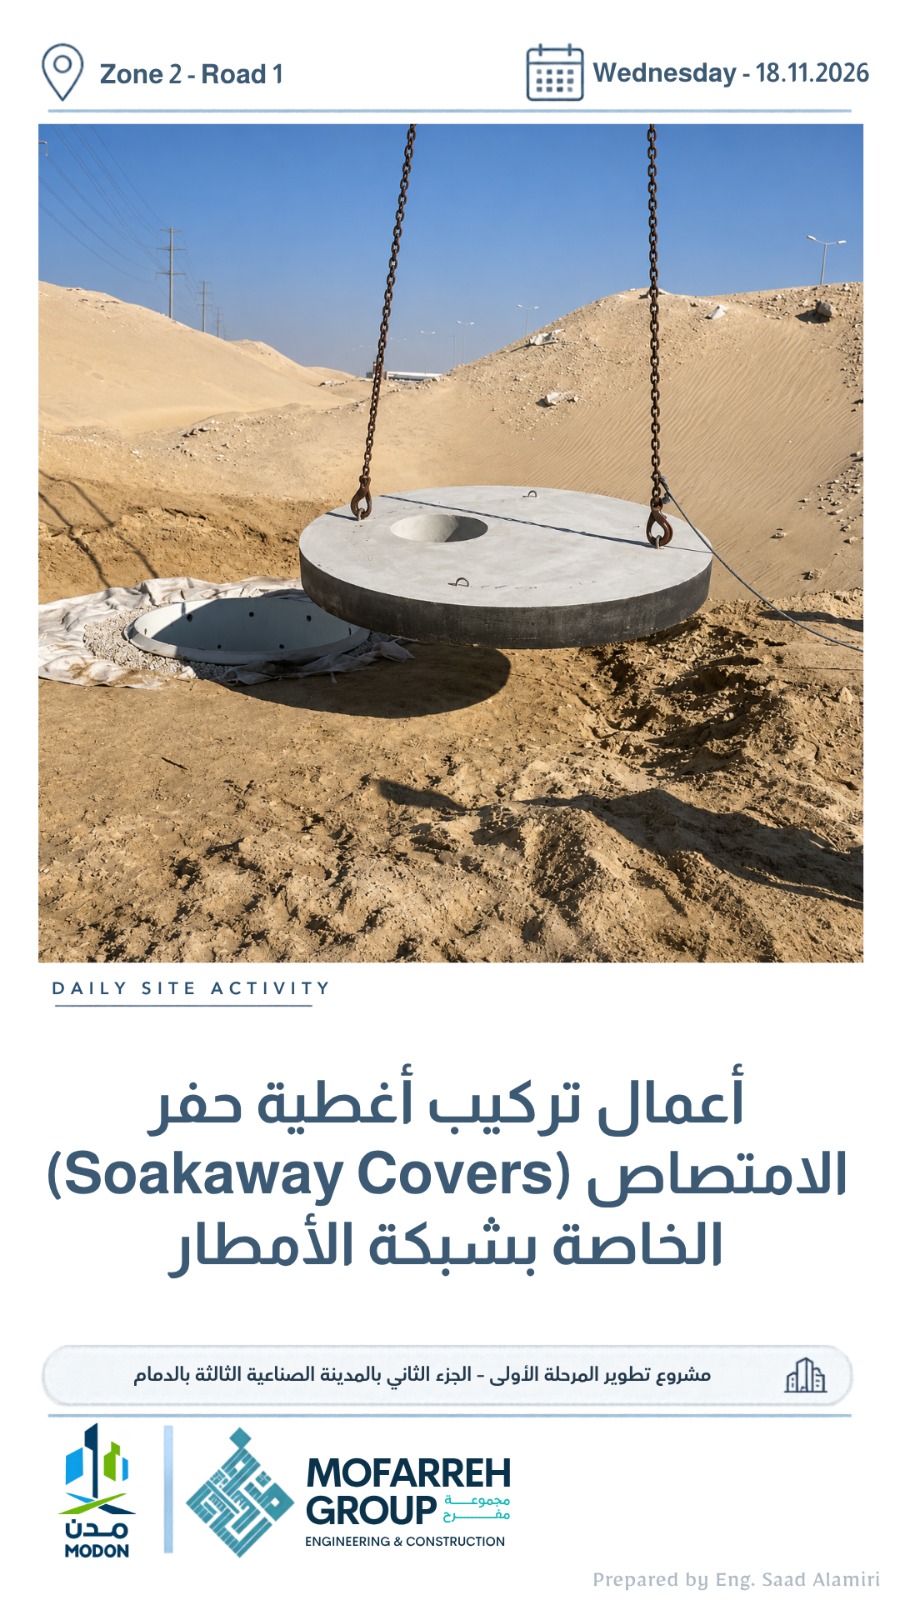 Zone 2 - Road 1
Wednesday - 18.11.2026
DAILY SITE ACTIVITY
أعمال تركيب أغطية حفر
الامتصاص (Soakaway Covers)
الخاصة بشبكة الأمطار
مشروع تطوير المرحلة الأولى - الجزء الثاني بالمدينة الصناعية الثالثة بالدمام
مدن
MODON
MOFARREH
GROUP
مجموعة
مفرح
ENGINEERING & CONSTRUCTION
Prepared by Eng. Saad Alamiri